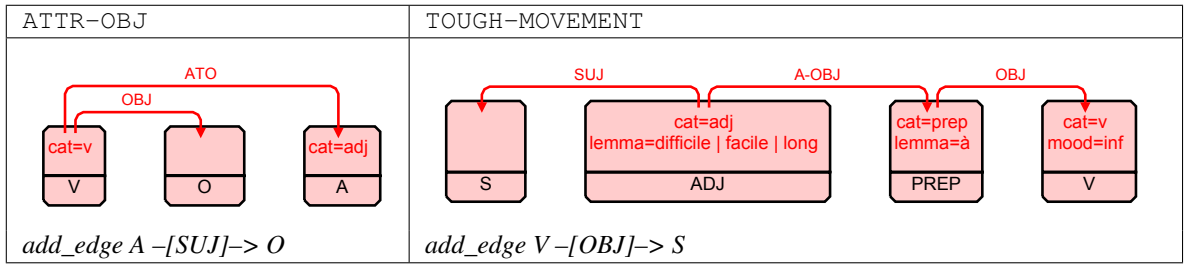 ATTR-OBJ
ATO
OBJ
cat=v
cat=adj
V
O
A
add_edge A –[SUJ]–> O
TOUGH-MOVEMENT
SUJ
A-OBJ
OBJ
cat=adj
lemma=difficile | facile | long
cat=prep
lemma=à
cat=v
mood=inf
S
ADJ
PREP
V
add_edge V –[OBJ]–> S